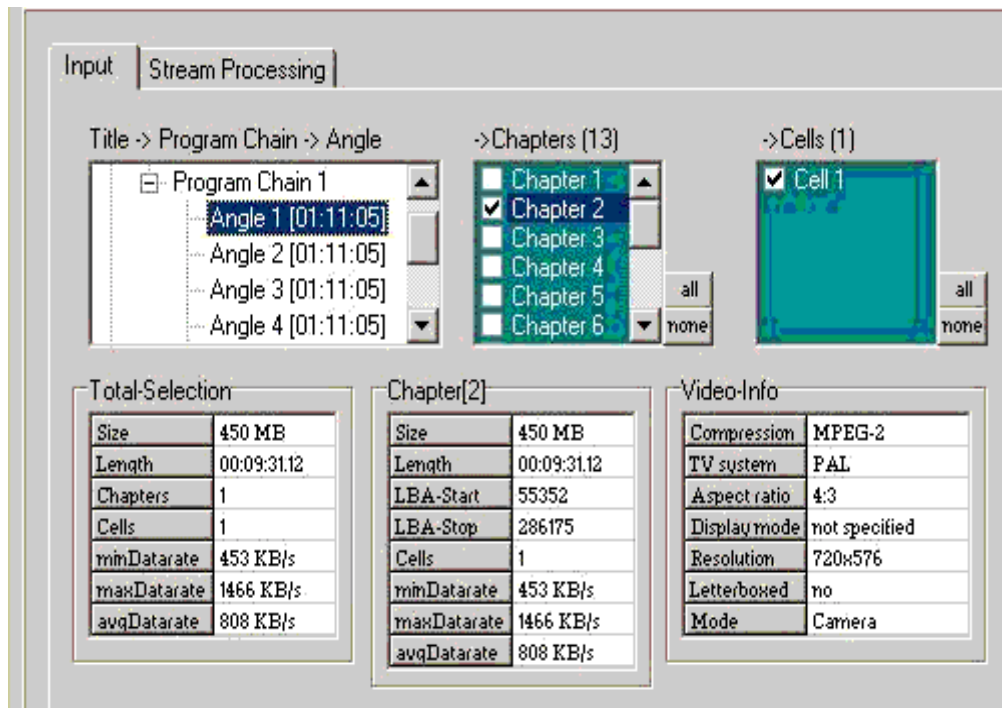 Input
Stream Processing
Title -> Program Chain -> Angle
Program Chain 1
Angle 1 [01:11:05]
Angle 2 [01:11:05]
Angle 3 [01:11:05]
Angle 4 [01:11:05]
->Chapters (13)
Chapter 1
Chapter 2
Chapter 3
Chapter 4
Chapter 5
Chapter 6
all
none
->Cells (1)
Cell 1
all
none
Total-Selection
Size 450 MB
Length 00:09:31.12
Chapters 1
Cells 1
minDatarate 453 KB/s
maxDatarate 1466 KB/s
avgDatarate 808 KB/s
Chapter[2]
Size 450 MB
Length 00:09:31.12
LBA-Start 55352
LBA-Stop 286175
Cells 1
minDatarate 453 KB/s
maxDatarate 1466 KB/s
avgDatarate 808 KB/s
Video-Info
Compression MPEG-2
TV system PAL
Aspect ratio 4:3
Display mode not specified
Resolution 720x576
Letterboxed no
Mode Camera